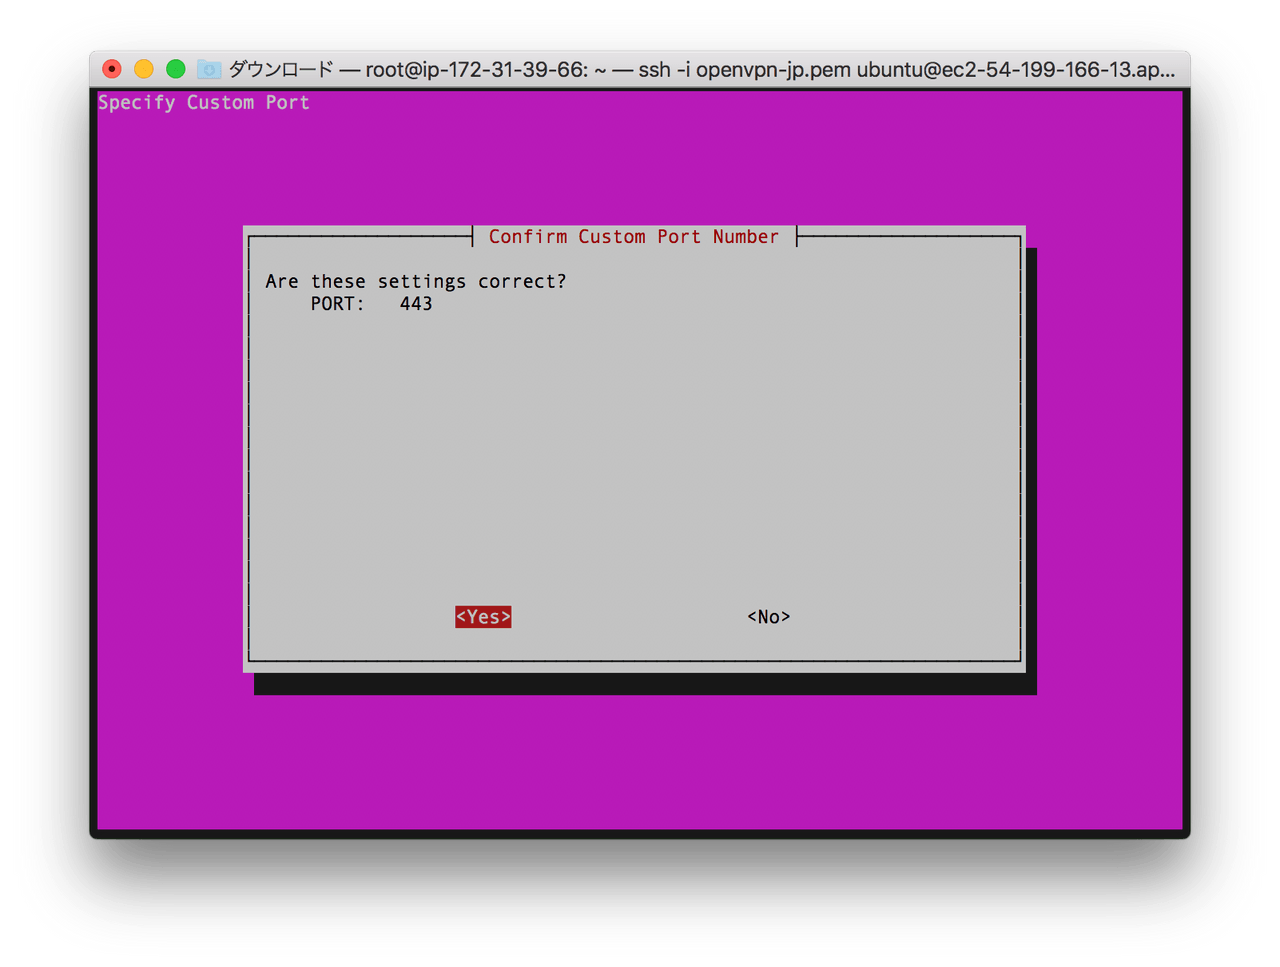 ダウンロード — root@ip-172-31-39-66: ~ — ssh -i openvpn-jp.pem ubuntu@ec2-54-199-166-13.ap...
Specify Custom Port
Confirm Custom Port Number
Are these settings correct?
PORT: 443
<Yes> <No>